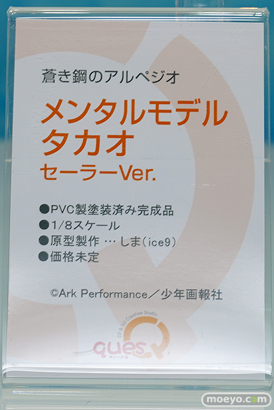 蒼き鋼のアルペジオ
メンタルモデル
タカオ
セーラーVer.
●PVC製塗装済み完成品
●1/8スケール
●原型製作 … しま(ice9)
●価格未定
©Ark Performance／少年画報社
quesQ
moeyo.com